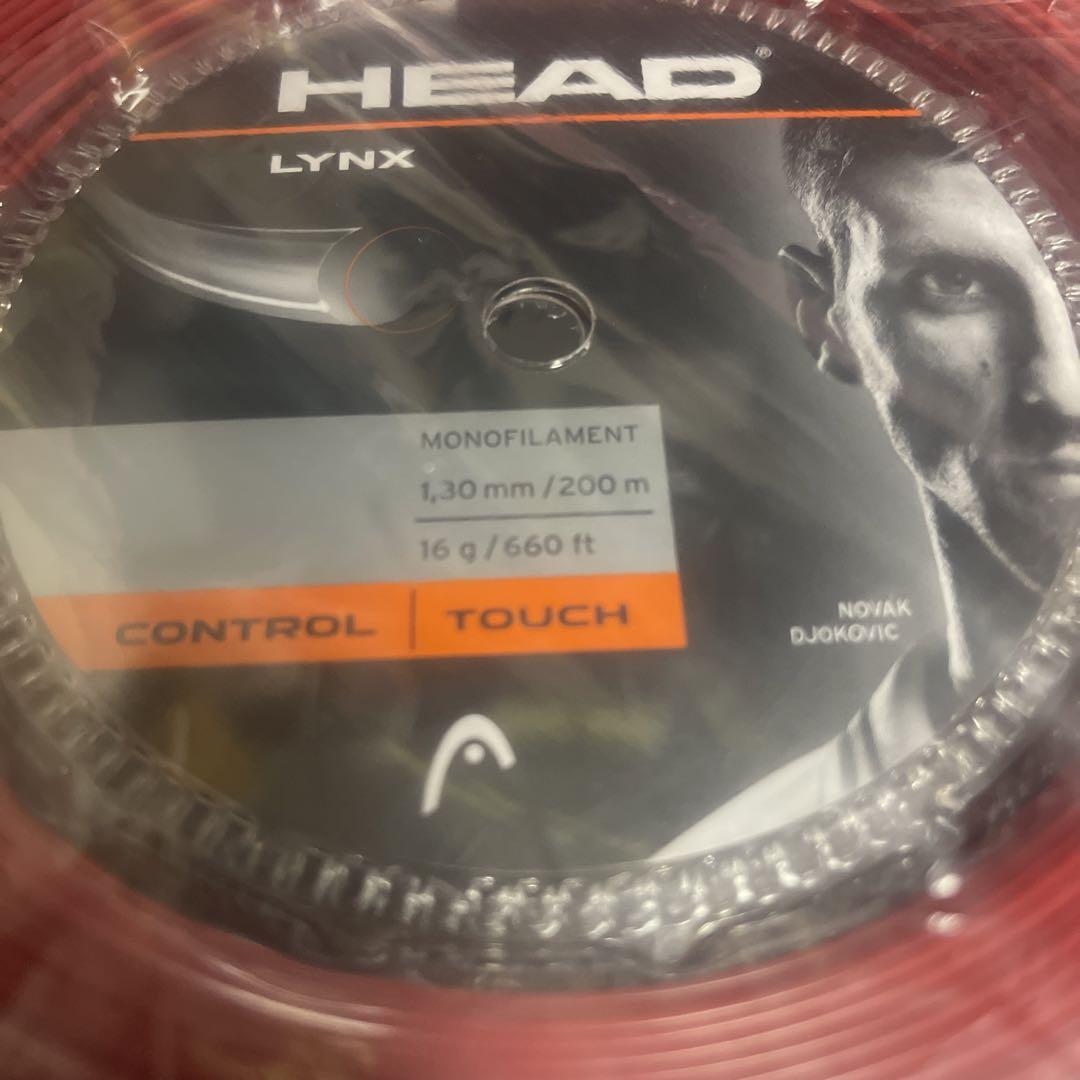 HEAD®
LYNX
MONOFILAMENT
1,30 mm / 200 m
16 g / 660 ft
CONTROL | TOUCH
NOVAK
DJOKOVIC